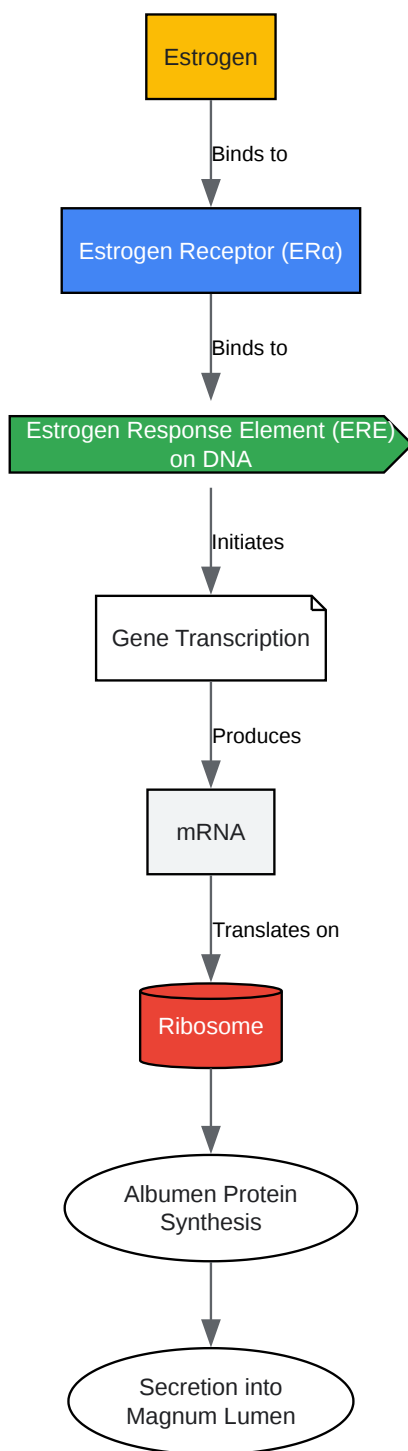 Estrogen
Binds to
Estrogen Receptor (ERα)
Binds to
Estrogen Response Element (ERE)
on DNA
Initiates
Gene Transcription
Produces
mRNA
Translates on
Ribosome
Albumen Protein
Synthesis
Secretion into
Magnum Lumen